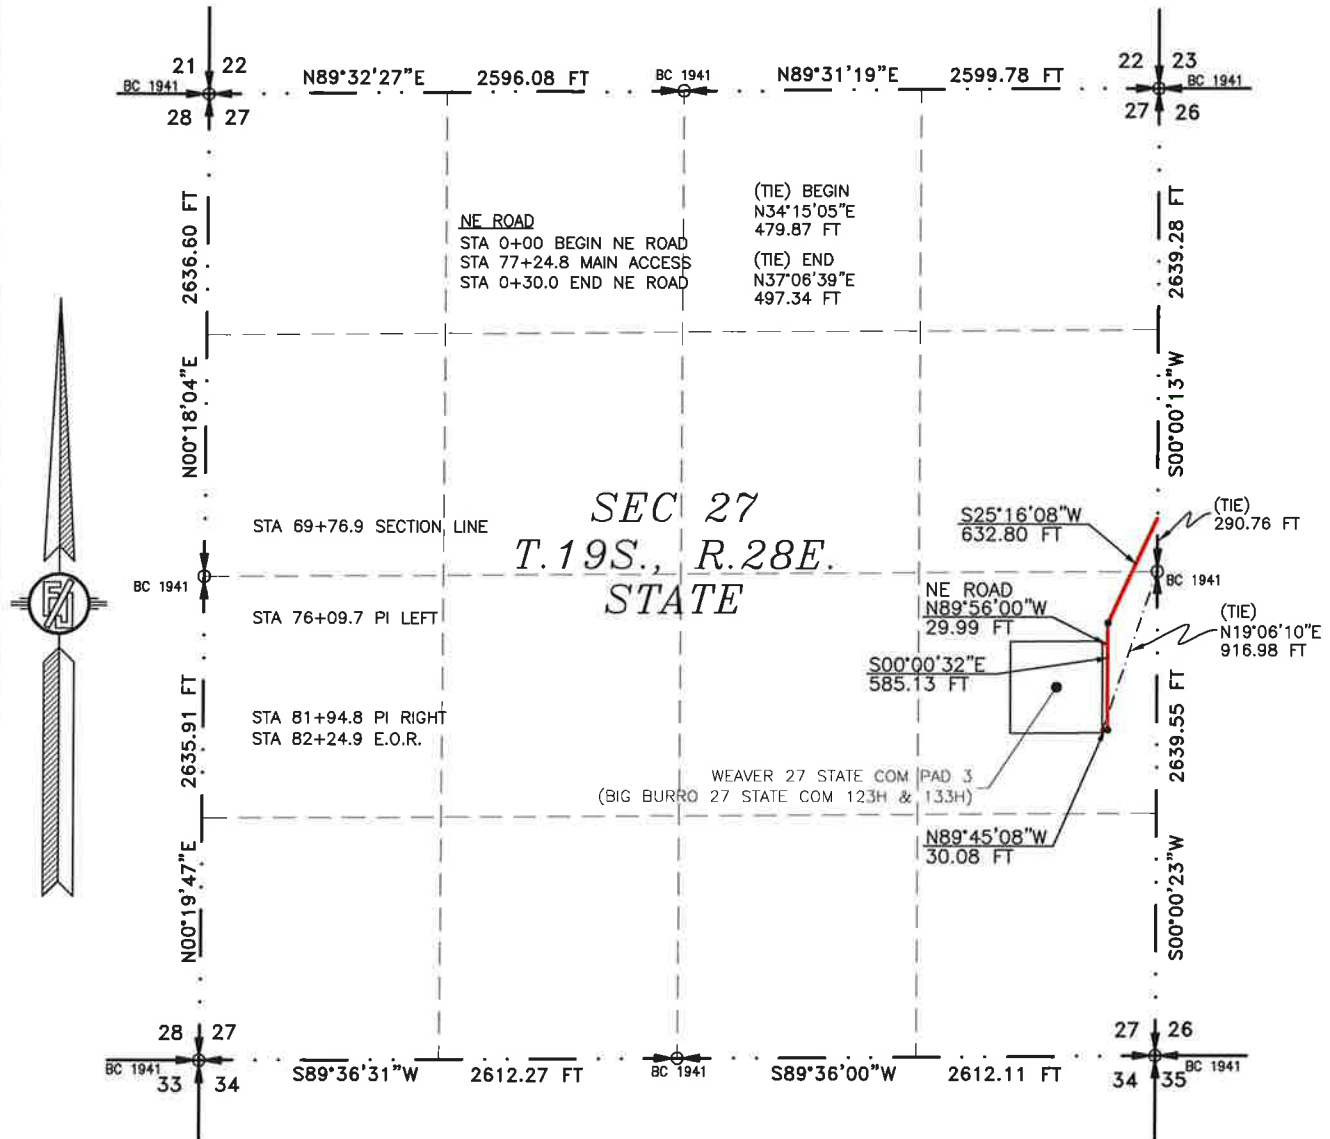 21 22
BC 1941
28 27
N89°32'27"E 2596.08 FT
BC 1941
N89°31'19"E 2599.78 FT
22 23
BC 1941
27 26
2636.60 FT
N00°18'04"E
NE ROAD
STA 0+00 BEGIN NE ROAD
STA 77+24.8 MAIN ACCESS
STA 0+30.0 END NE ROAD
(TIE) BEGIN
N34°15'05"E
479.87 FT
(TIE) END
N37°06'39"E
497.34 FT
2639.28 FT
S00°00'13"W
SEC 27
T.19S., R.28E.
STATE
STA 69+76.9 SECTION LINE
BC 1941
STA 76+09.7 PI LEFT
STA 81+94.8 PI RIGHT
STA 82+24.9 E.O.R.
S25°16'08"W
632.80 FT
(TIE)
290.76 FT
BC 1941
NE ROAD
N89°56'00"W
29.99 FT
(TIE)
N19°06'10"E
916.98 FT
S00°00'32"E
585.13 FT
WEAVER 27 STATE COM PAD 3
(BIG BURRO 27 STATE COM 123H & 133H)
N89°45'08"W
30.08 FT
2635.91 FT
N00°19'47"E
2639.55 FT
S00°00'23"W
28 27
BC 1941
33 34
S89°36'31"W 2612.27 FT
BC 1941
S89°36'00"W 2612.11 FT
27 26
BC 1941
34 35